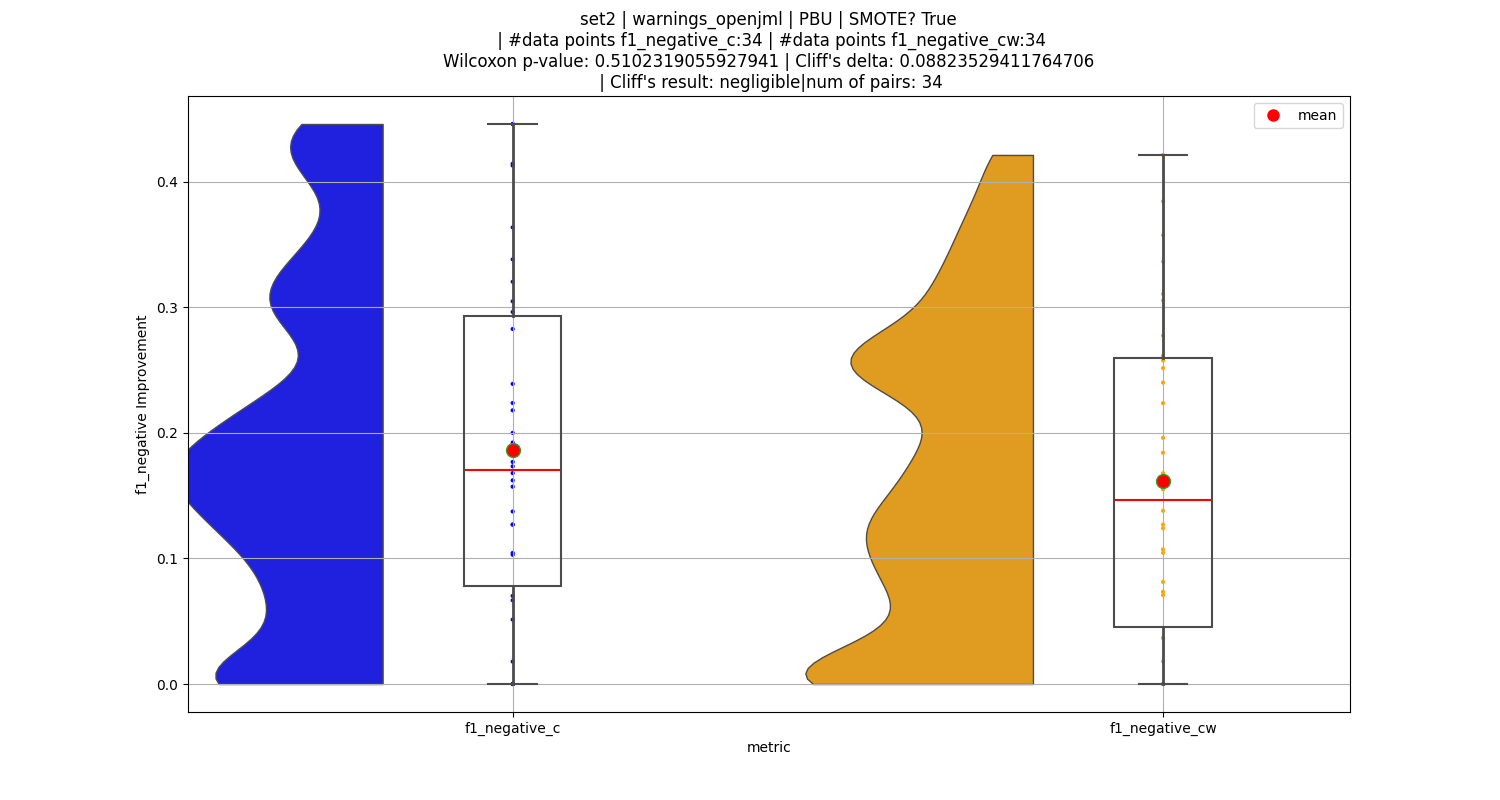 set2 | warnings_openjml | PBU | SMOTE? True
| #data points f1_negative_c:34 | #data points f1_negative_cw:34
Wilcoxon p-value: 0.5102319055927941 | Cliff's delta: 0.08823529411764706
| Cliff's result: negligible|num of pairs: 34
mean
0.4
0.3
0.2
0.1
0.0
f1_negative Improvement
f1_negative_c
f1_negative_cw
metric